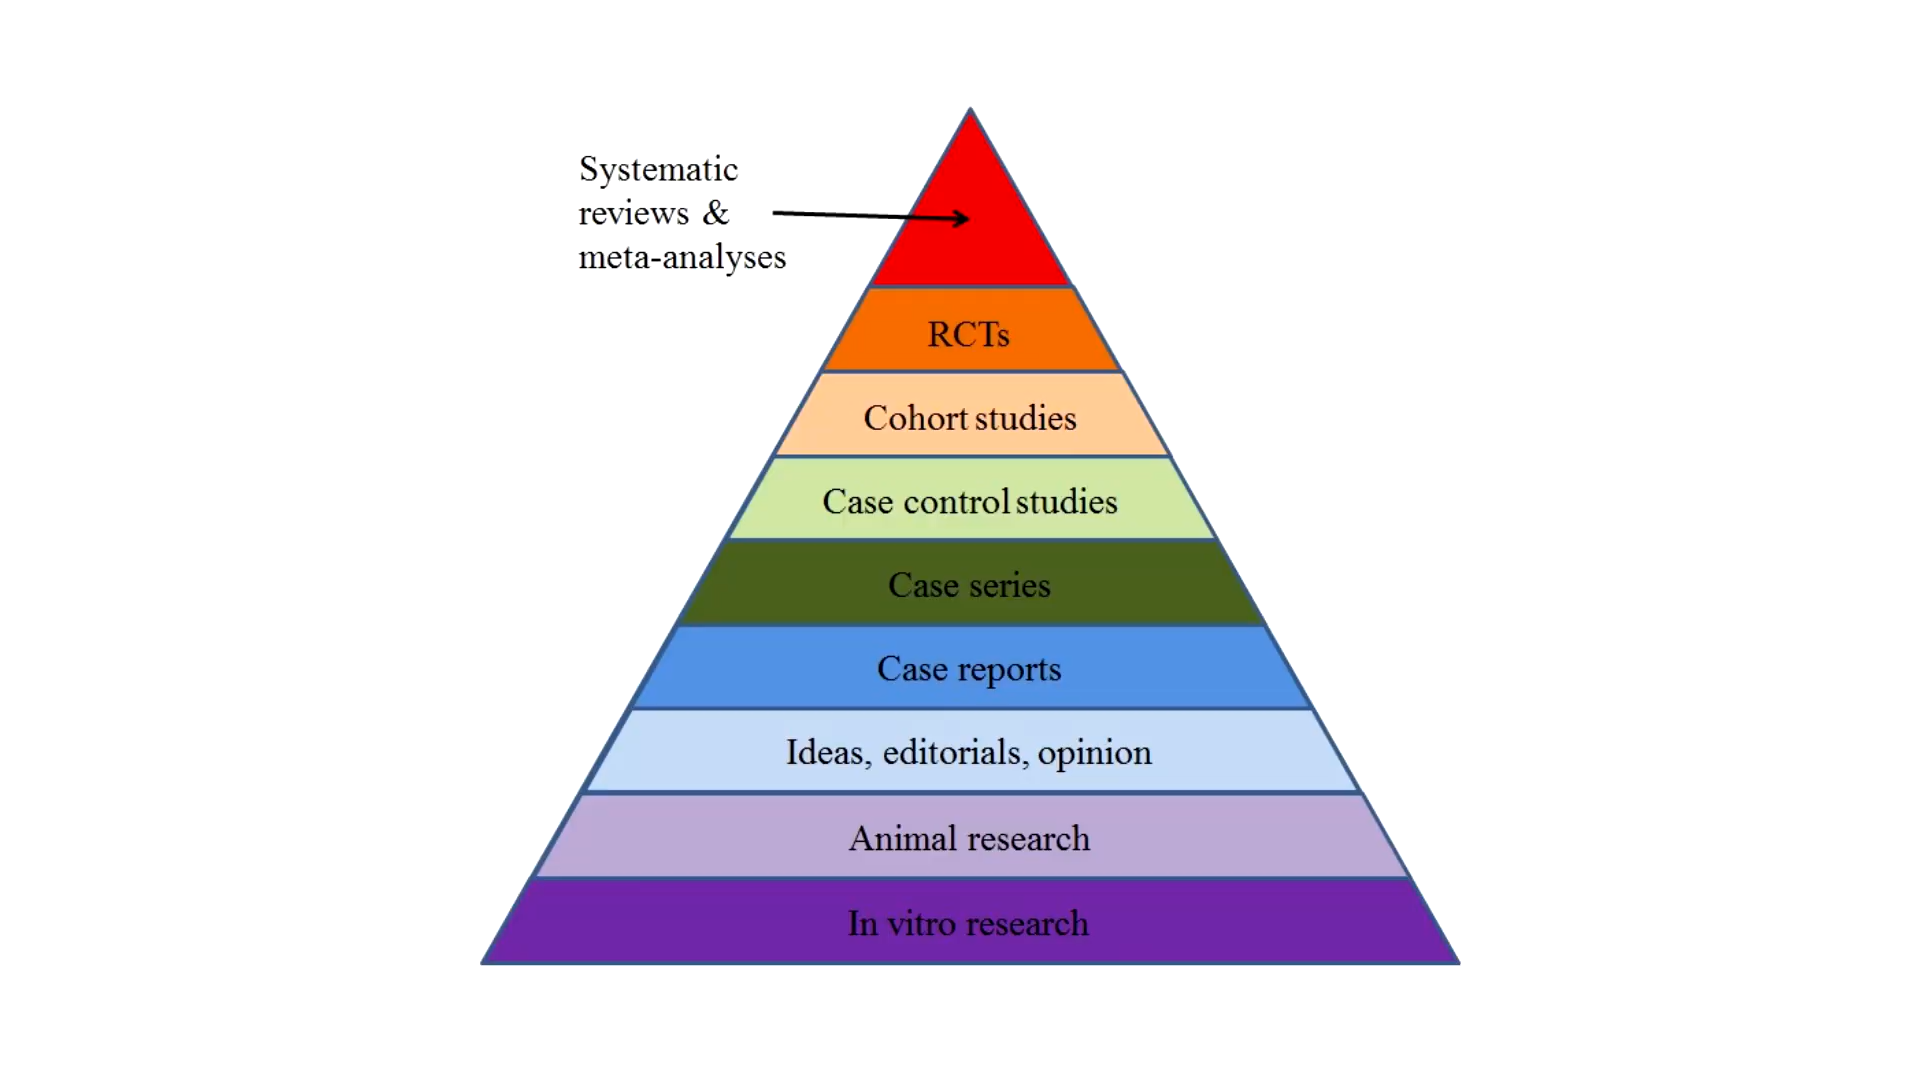 Systematic
reviews &
meta-analyses
RCTs
Cohort studies
Case control studies
Case series
Case reports
Ideas, editorials, opinion
Animal research
In vitro research